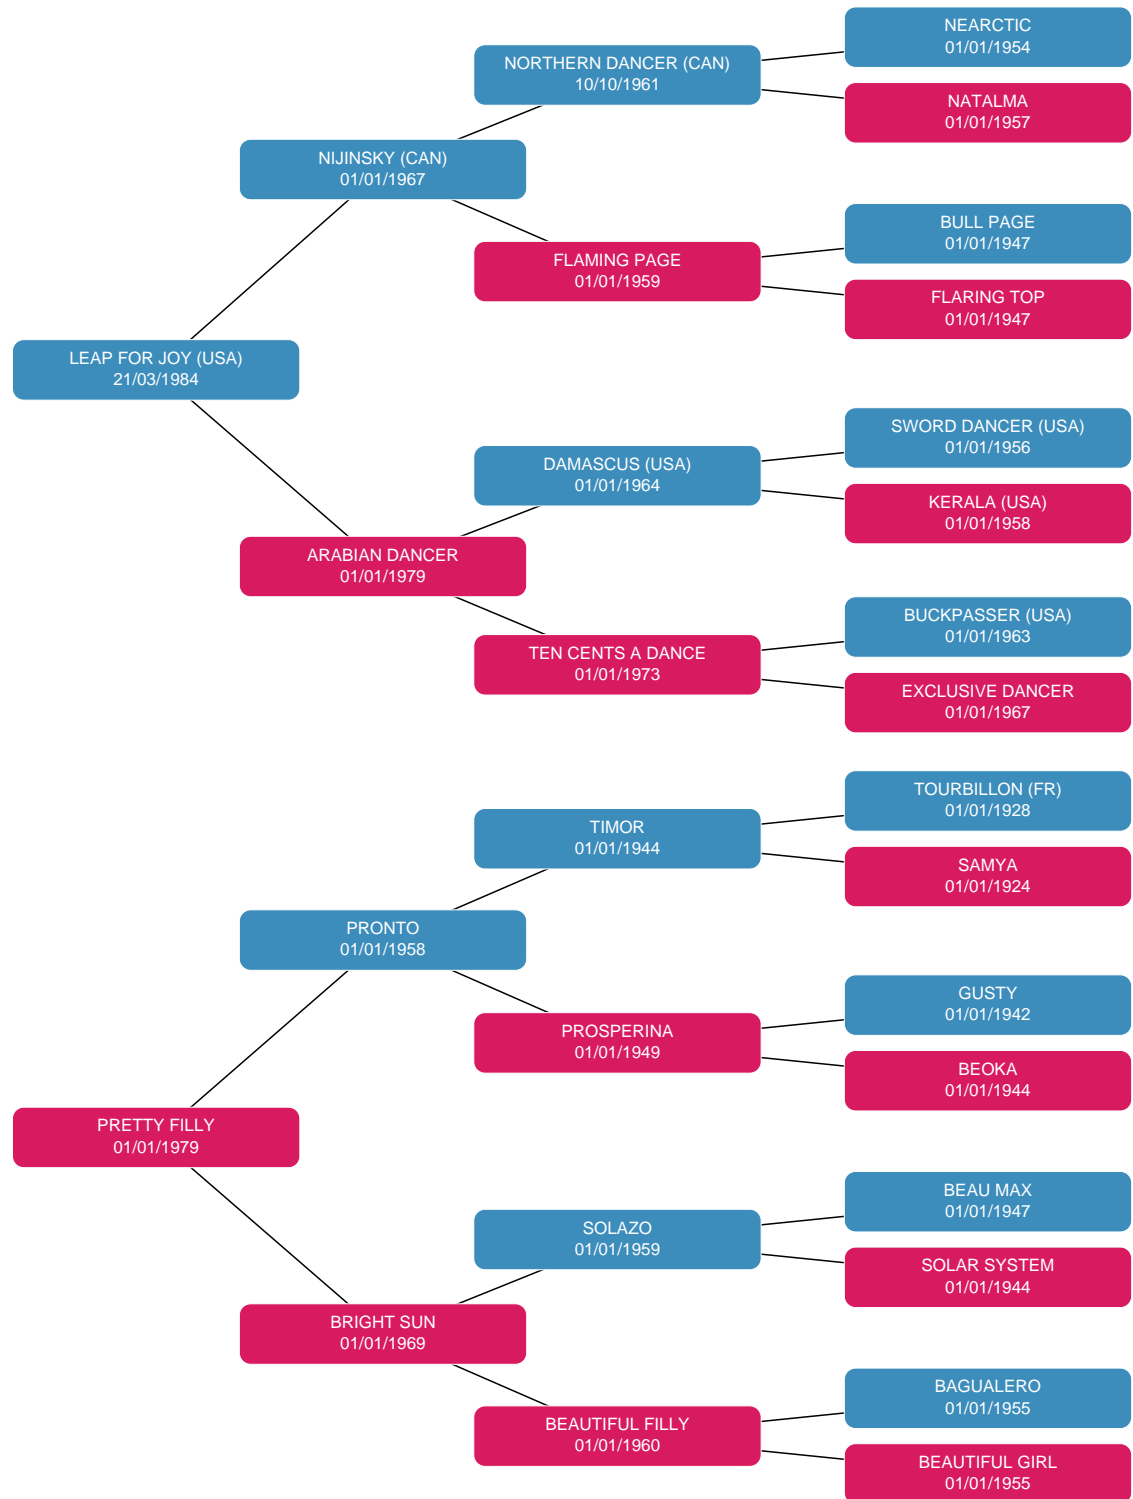 NEARCTIC
01/01/1954
NORTHERN DANCER (CAN)
10/10/1961
NATALMA
01/01/1957
NIJINSKY (CAN)
01/01/1967
BULL PAGE
01/01/1947
FLAMING PAGE
01/01/1959
FLARING TOP
01/01/1947
LEAP FOR JOY (USA)
21/03/1984
SWORD DANCER (USA)
01/01/1956
DAMASCUS (USA)
01/01/1964
KERALA (USA)
01/01/1958
ARABIAN DANCER
01/01/1979
BUCKPASSER (USA)
01/01/1963
TEN CENTS A DANCE
01/01/1973
EXCLUSIVE DANCER
01/01/1967
TOURBILLON (FR)
01/01/1928
TIMOR
01/01/1944
SAMYA
01/01/1924
PRONTO
01/01/1958
GUSTY
01/01/1942
PROSPERINA
01/01/1949
BEOKA
01/01/1944
PRETTY FILLY
01/01/1979
BEAU MAX
01/01/1947
SOLAZO
01/01/1959
SOLAR SYSTEM
01/01/1944
BRIGHT SUN
01/01/1969
BAGUALERO
01/01/1955
BEAUTIFUL FILLY
01/01/1960
BEAUTIFUL GIRL
01/01/1955